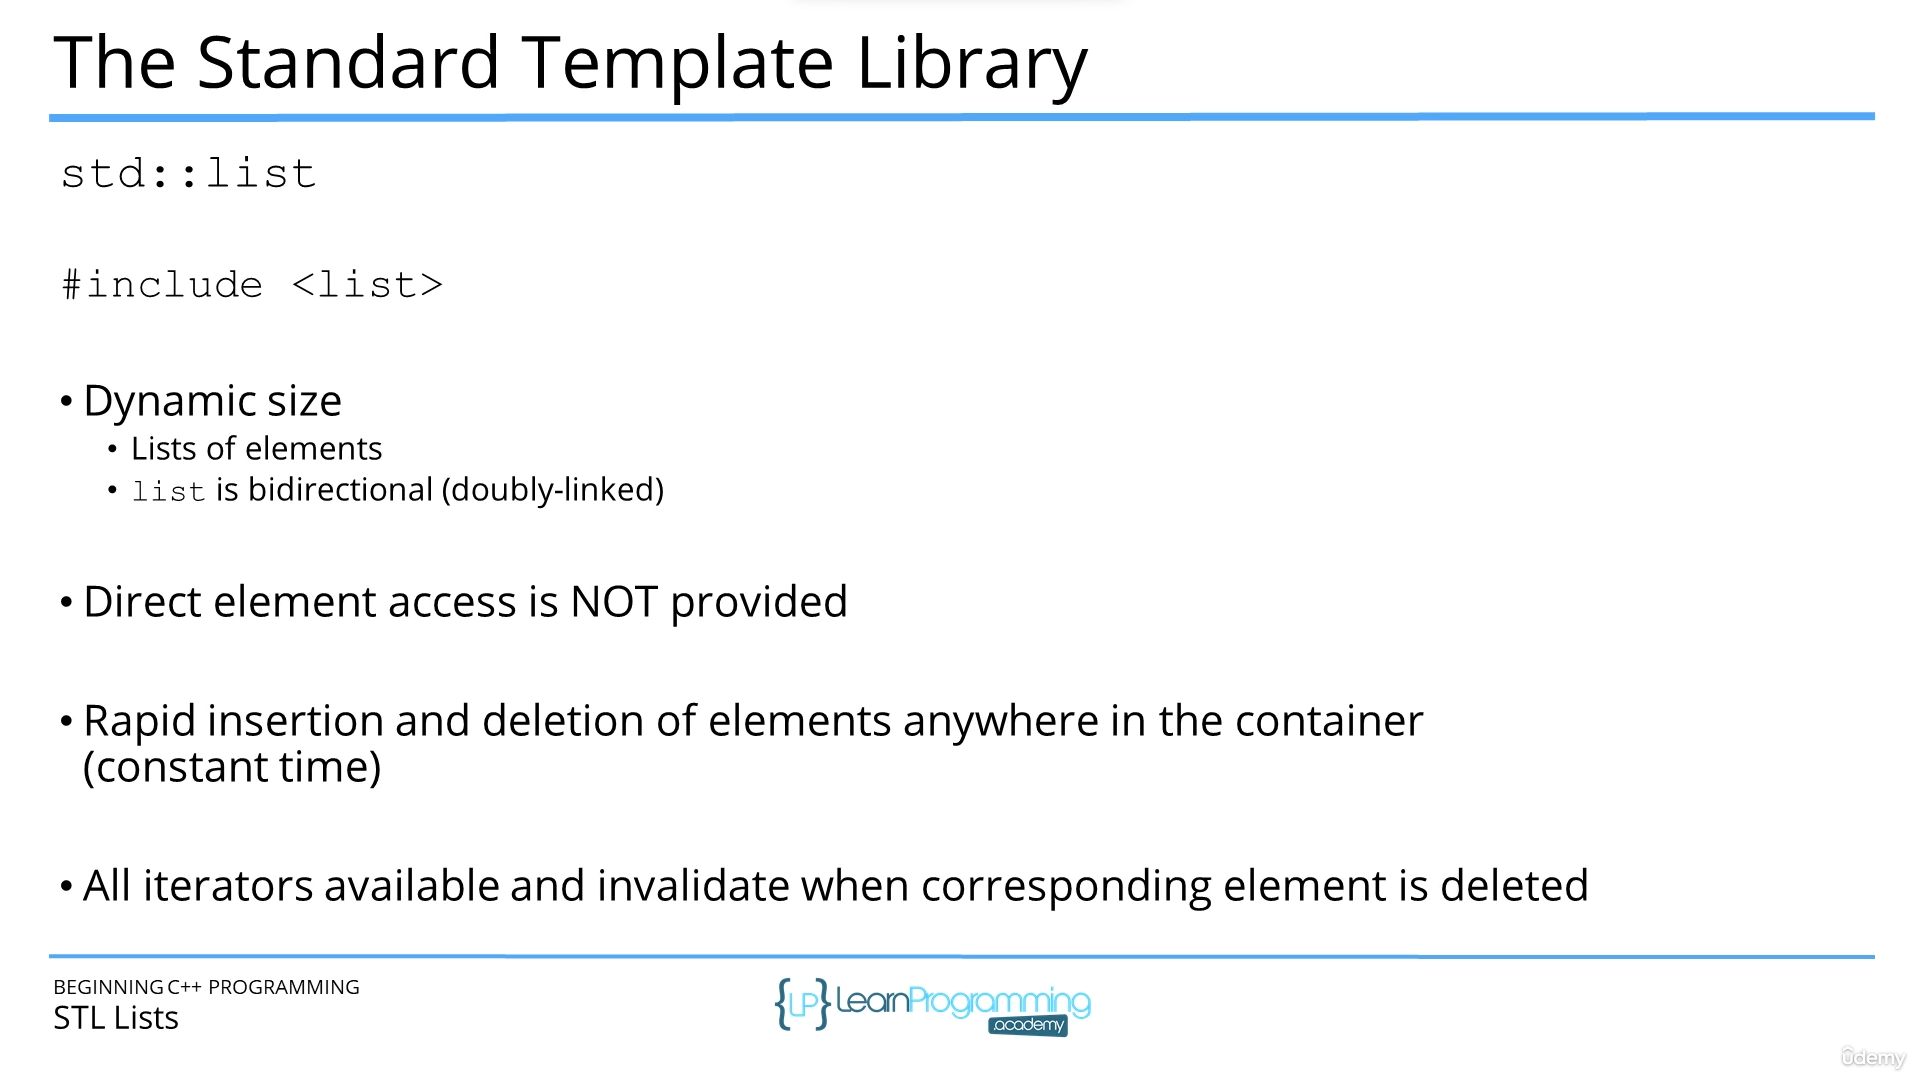 The Standard Template Library
std::list
#include <list>
• Dynamic size
• Lists of elements
• list is bidirectional (doubly-linked)
• Direct element access is NOT provided
• Rapid insertion and deletion of elements anywhere in the container
(constant time)
• All iterators available and invalidate when corresponding element is deleted
BEGINNING C++ PROGRAMMING
STL Lists
{LP} LearnProgramming
.academy
ûdemy